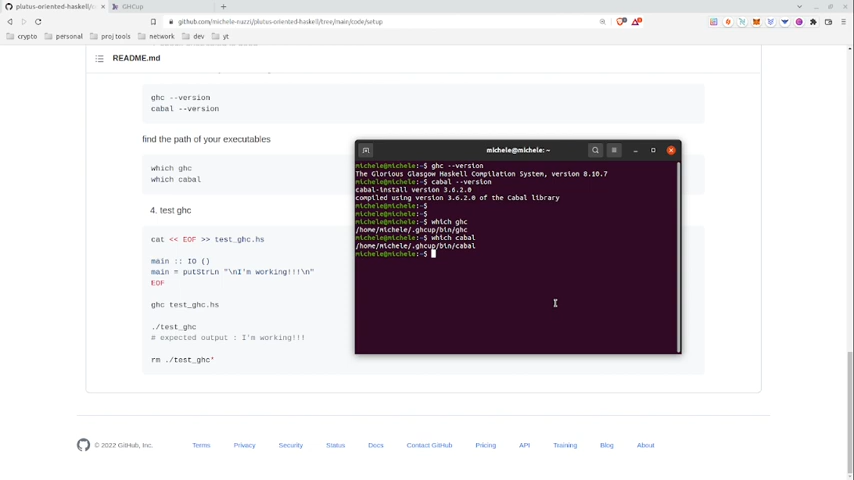 plutus-oriented-haskell/
GHCup
github.com/michele-nuzzi/plutus-oriented-haskell/tree/main/code/setup
crypto
personal
proj tools
network
dev
yt
README.md
ghc --version
cabal --version
find the path of your executables
which ghc
which cabal
4. test ghc
cat << EOF >> test_ghc.hs
main :: IO ()
main = putStrLn "\nI'm working!!!\n"
EOF
ghc test_ghc.hs
./test_ghc
# expected output : I'm working!!!
rm ./test_ghc*
michele@michele: ~
michele@michele:~$ ghc --version
The Glorious Glasgow Haskell Compilation System, version 8.10.7
michele@michele:~$ cabal --version
cabal-install version 3.6.2.0
compiled using version 3.6.2.0 of the Cabal library
michele@michele:~$
michele@michele:~$
michele@michele:~$ which ghc
/home/michele/.ghcup/bin/ghc
michele@michele:~$ which cabal
/home/michele/.ghcup/bin/cabal
michele@michele:~$
© 2022 GitHub, Inc.
Terms
Privacy
Security
Status
Docs
Contact GitHub
Pricing
API
Training
Blog
About